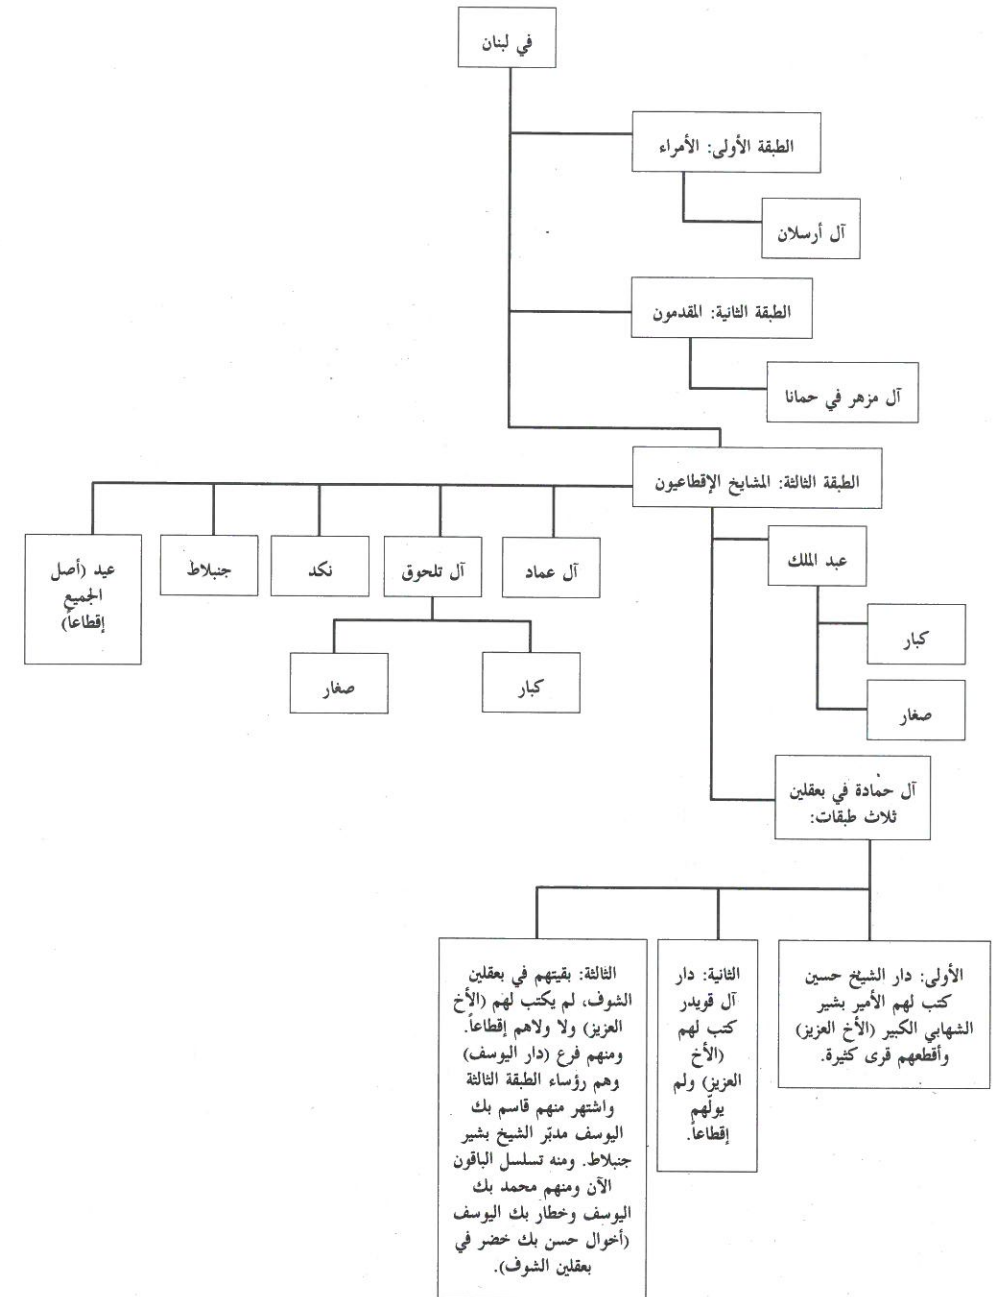 في لبنان
الطبقة الأولى: الأمراء
آل أرسلان
الطبقة الثانية: المقدمون
آل مزهر في حمانا
الطبقة الثالثة: المشايخ الإقطاعيون
عبد الملك
كبار
صغار
آل عماد
آل تلحوق
كبار
صغار
نكد
جنبلاط
عيد (أصل
الجميع
إقطاعاً)
آل حمادة في بعقلين
ثلاث طبقات:
الأولى: دار الشيخ حسين
كتب لهم الأمير بشير
الشهابي الكبير (الأخ العزيز)
وأقطعهم قرى كثيرة.
الثانية: دار
آل قويدر
كتب لهم
(الأخ
العزيز) ولم
يولّهم
إقطاعاً.
الثالثة: بقيتهم في بعقلين
الشوف، لم يكتب لهم (الأخ
العزيز) ولا ولاهم إقطاعاً.
ومنهم فرع (دار اليوسف)
وهم رؤساء الطبقة الثالثة
واشتهر منهم قاسم بك
اليوسف مدبّر الشيخ بشير
جنبلاط. ومنه تسلسل الباقون
الآن ومنهم محمد بك
اليوسف وخطار بك اليوسف
(أخوال حسن بك خضر في
بعقلين الشوف).